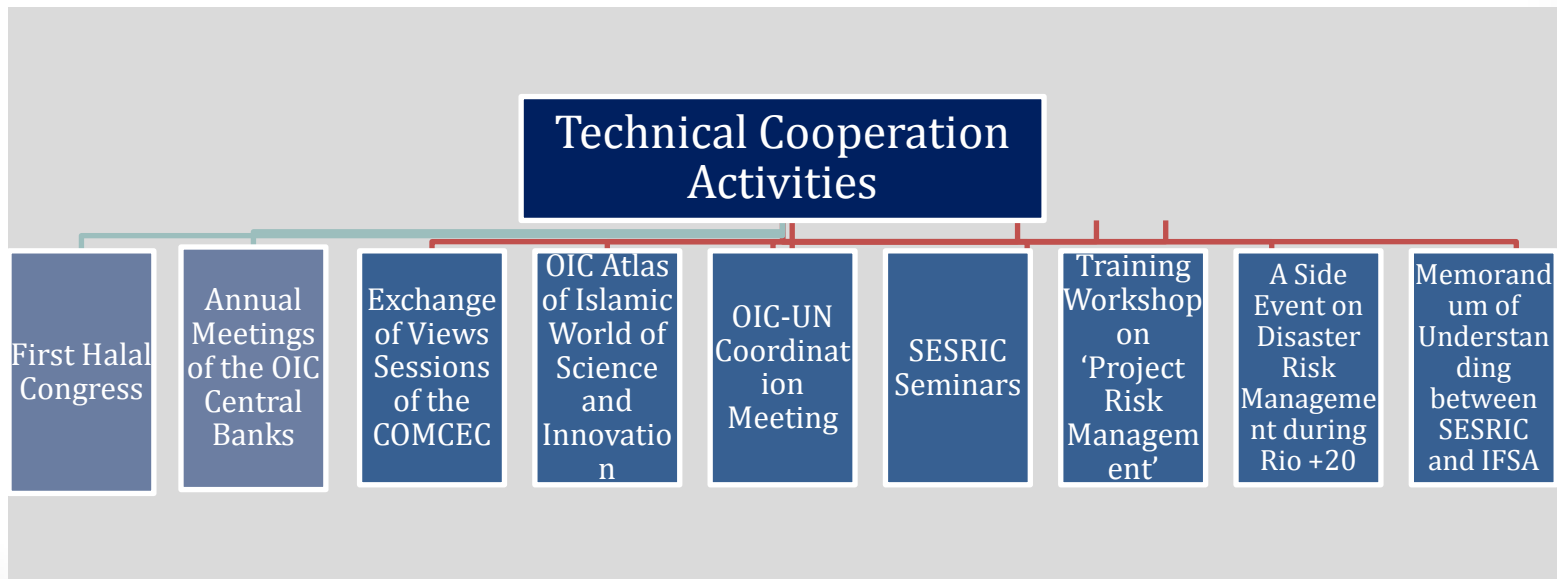 Technical Cooperation
Activities
First Halal
Congress
Annual
Meetings
of the OIC
Central
Banks
Exchange
of Views
Sessions
of the
COMCEC
OIC Atlas
of Islamic
World of
Science
and
Innovatio
n
OIC-UN
Coordinat
ion
Meeting
SESRIC
Seminars
Training
Workshop
on
‘Project
Risk
Managem
ent’
A Side
Event on
Disaster
Risk
Manageme
nt during
Rio +20
Memorand
um of
Understan
ding
between
SESRIC
and IFSA